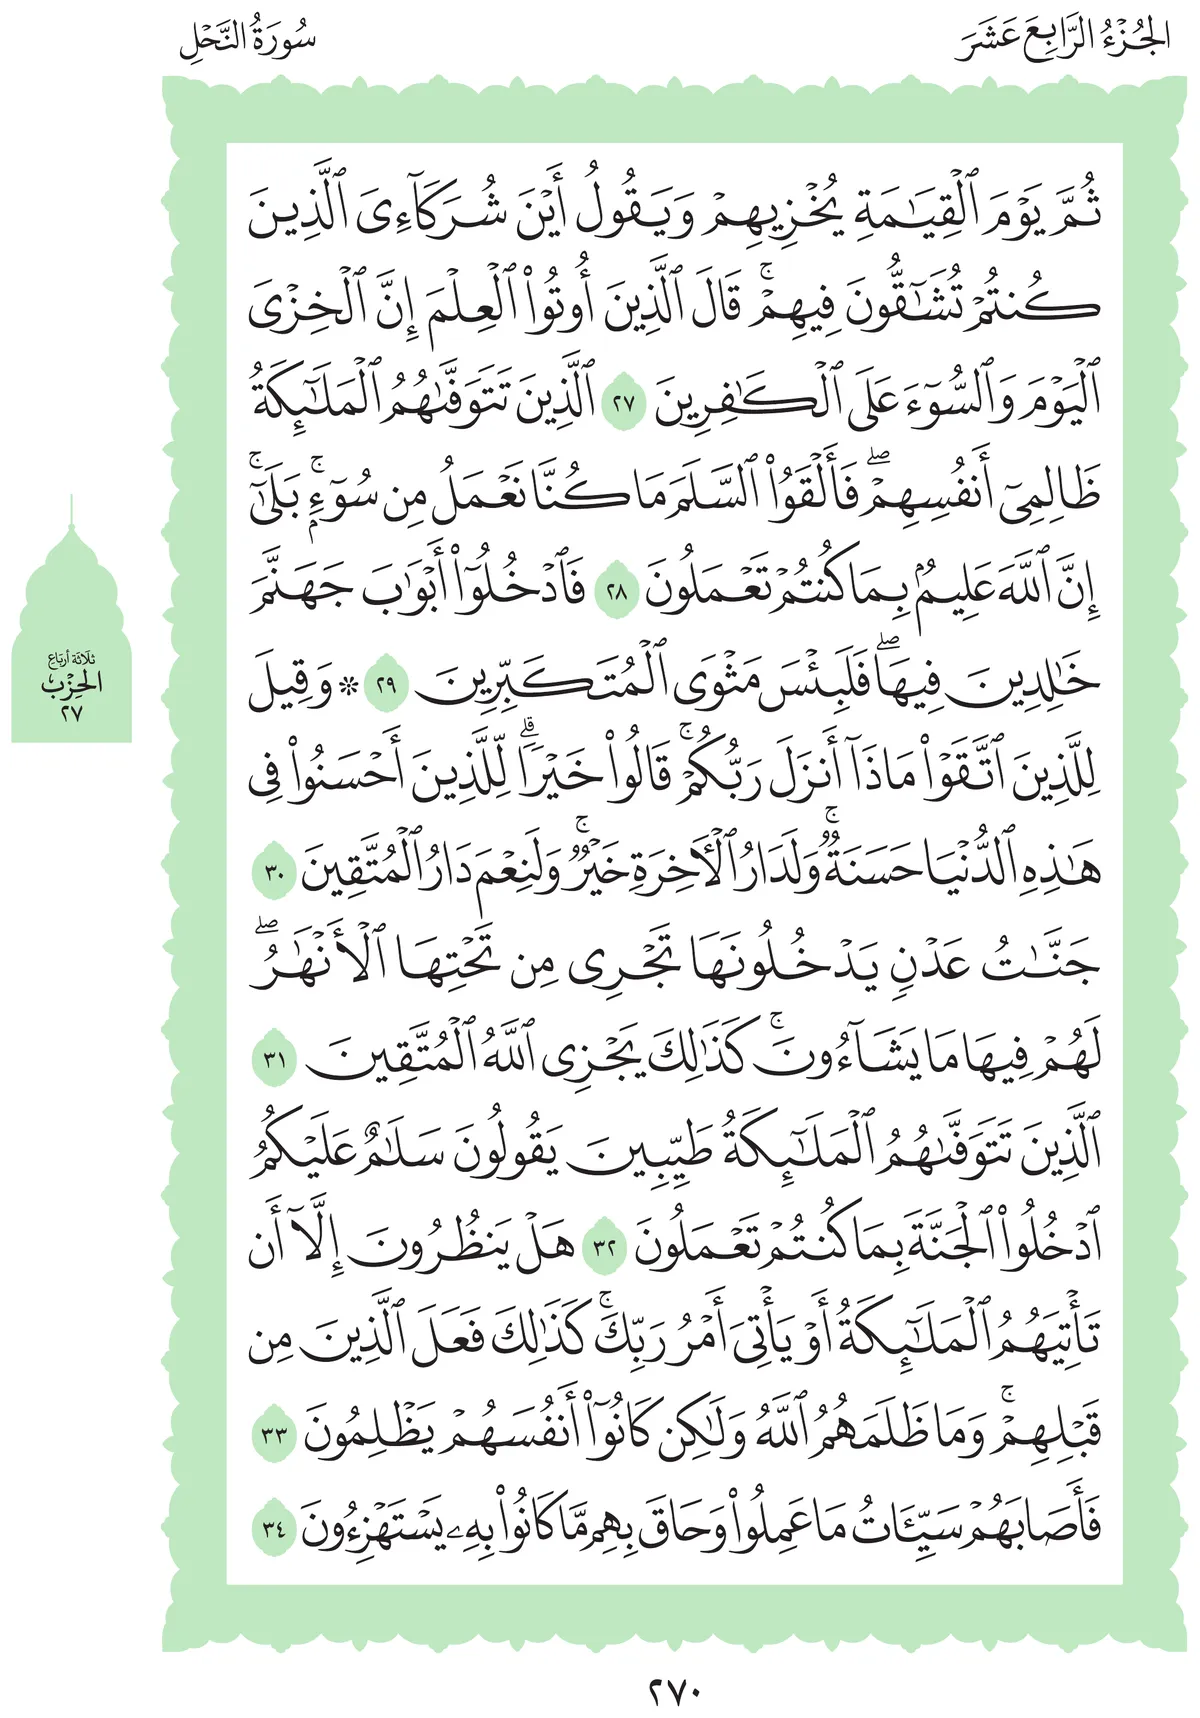 الجُزْءُ الرَّابِعَ عَشَرَ
سُورَةُ النَّحْلِ
ثُمَّ يَوْمَ ٱلْقِيَـٰمَةِ يُخْزِيهِمْ وَيَقُولُ أَيْنَ شُرَكَآءِىَ ٱلَّذِينَ
كُنتُمْ تُشَـٰٓقُّونَ فِيهِمْ ۚ قَالَ ٱلَّذِينَ أُوتُوا۟ ٱلْعِلْمَ إِنَّ ٱلْخِزْىَ
ٱلْيَوْمَ وَٱلسُّوٓءَ عَلَى ٱلْكَـٰفِرِينَ ٢٧ ٱلَّذِينَ تَتَوَفَّىٰهُمُ ٱلْمَلَـٰٓئِكَةُ
ظَالِمِىٓ أَنفُسِهِمْ ۖ فَأَلْقَوُا۟ ٱلسَّلَمَ مَا كُنَّا نَعْمَلُ مِن سُوٓءٍۭ ۚ بَلَىٰٓ ۚ
إِنَّ ٱللَّهَ عَلِيمٌۢ بِمَا كُنتُمْ تَعْمَلُونَ ٢٨ فَٱدْخُلُوٓا۟ أَبْوَٰبَ جَهَنَّمَ
خَـٰلِدِينَ فِيهَا ۖ فَلَبِئْسَ مَثْوَى ٱلْمُتَكَبِّرِينَ ٢٩ * وَقِيلَ
لِلَّذِينَ ٱتَّقَوْا۟ مَاذَآ أَنزَلَ رَبُّكُمْ ۚ قَالُوا۟ خَيْرًا ۗ لِّلَّذِينَ أَحْسَنُوا۟ فِى
هَـٰذِهِ ٱلدُّنْيَا حَسَنَةٌ ۚ وَلَدَارُ ٱلْـَٔاخِرَةِ خَيْرٌ ۚ وَلَنِعْمَ دَارُ ٱلْمُتَّقِينَ ٣٠
جَنَّـٰتُ عَدْنٍ يَدْخُلُونَهَا تَجْرِى مِن تَحْتِهَا ٱلْأَنْهَـٰرُ ۖ
لَهُمْ فِيهَا مَا يَشَآءُونَ ۚ كَذَٰلِكَ يَجْزِى ٱللَّهُ ٱلْمُتَّقِينَ ٣١
ٱلَّذِينَ تَتَوَفَّىٰهُمُ ٱلْمَلَـٰٓئِكَةُ طَيِّبِينَ يَقُولُونَ سَلَـٰمٌ عَلَيْكُمُ
ٱدْخُلُوا۟ ٱلْجَنَّةَ بِمَا كُنتُمْ تَعْمَلُونَ ٣٢ هَلْ يَنظُرُونَ إِلَّآ أَن
تَأْتِيَهُمُ ٱلْمَلَـٰٓئِكَةُ أَوْ يَأْتِىَ أَمْرُ رَبِّكَ ۚ كَذَٰلِكَ فَعَلَ ٱلَّذِينَ مِن
قَبْلِهِمْ ۚ وَمَا ظَلَمَهُمُ ٱللَّهُ وَلَـٰكِن كَانُوٓا۟ أَنفُسَهُمْ يَظْلِمُونَ ٣٣
فَأَصَابَهُمْ سَيِّـَٔاتُ مَا عَمِلُوا۟ وَحَاقَ بِهِم مَّا كَانُوا۟ بِهِۦ يَسْتَهْزِءُونَ ٣٤
ثلاثة أرباع
الحِزْب
٢٧
٢٧٠